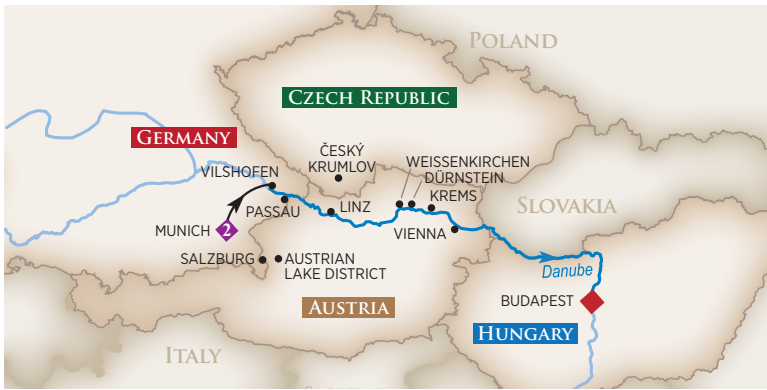 POLAND
CZECH REPUBLIC
GERMANY
ČESKÝ
KRUMLOV
WEISSENKIRCHEN
DÜRNSTEIN
VILSHOFEN
KREMS
PASSAU
LINZ
SLOVAKIA
MUNICH 2
VIENNA
SALZBURG
AUSTRIAN
LAKE DISTRICT
Danube
BUDAPEST
AUSTRIA
HUNGARY
ITALY